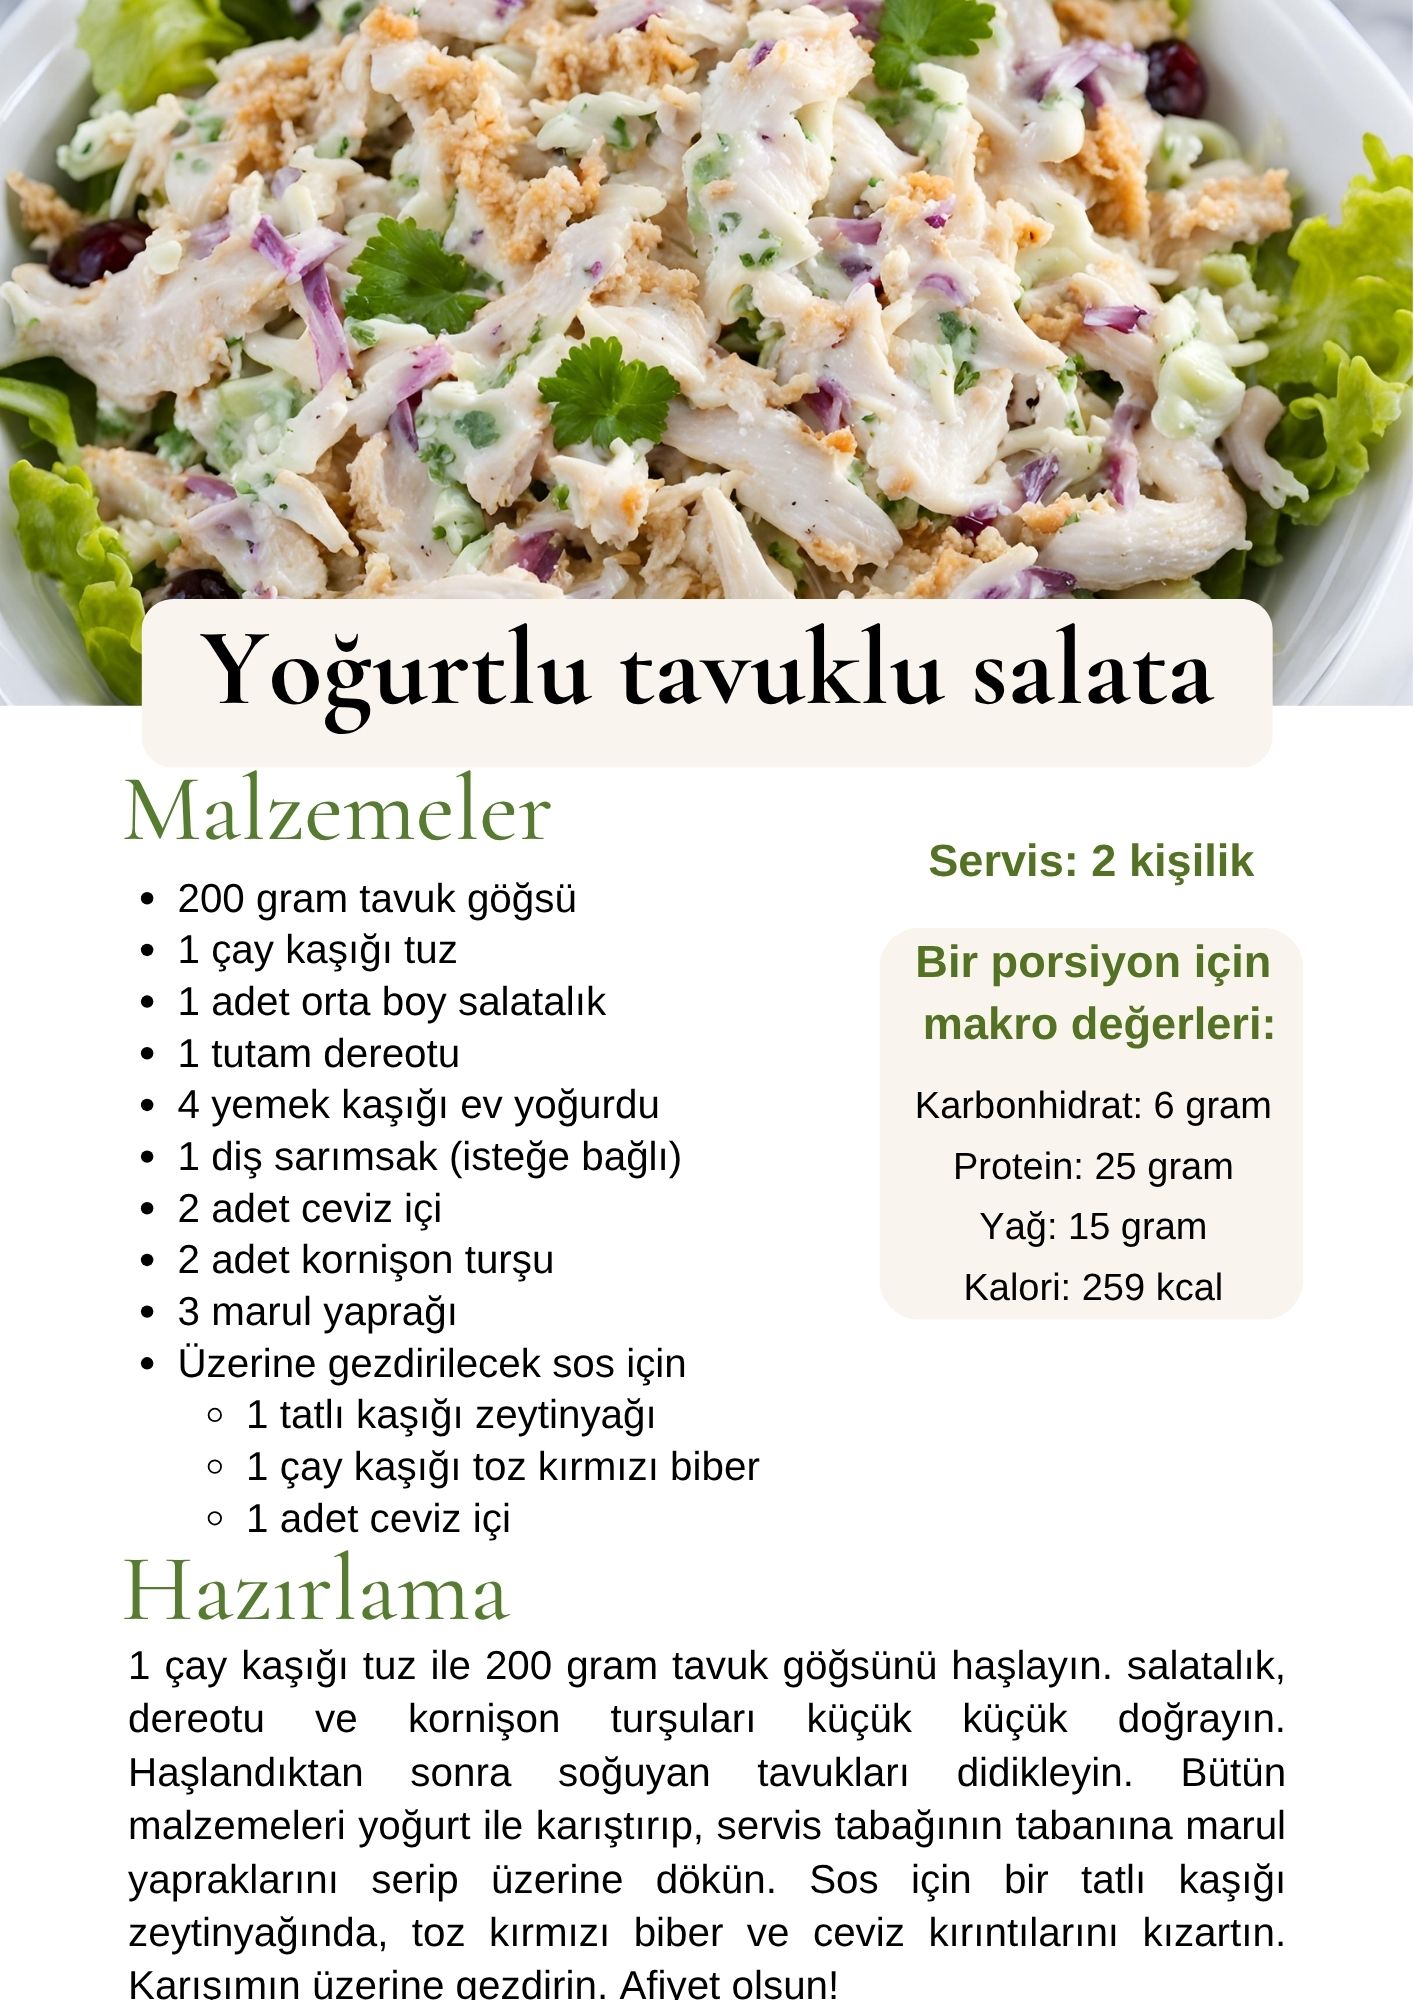 Yoğurtlu tavuklu salata
Malzemeler
200 gram tavuk göğsü
1 çay kaşığı tuz
1 adet orta boy salatalık
1 tutam dereotu
4 yemek kaşığı ev yoğurdu
1 diş sarımsak (isteğe bağlı)
2 adet ceviz içi
2 adet kornişon turşu
3 marul yaprağı
Üzerine gezdirilecek sos için
1 tatlı kaşığı zeytinyağı
1 çay kaşığı toz kırmızı biber
1 adet ceviz içi
Servis: 2 kişilik
Bir porsiyon için
makro değerleri:
Karbonhidrat: 6 gram
Protein: 25 gram
Yağ: 15 gram
Kalori: 259 kcal
Hazırlama
1 çay kaşığı tuz ile 200 gram tavuk göğsünü haşlayın. salatalık,
dereotu ve kornişon turşuları küçük küçük doğrayın.
Haşlandıktan sonra soğuyan tavukları didikleyin. Bütün
malzemeleri yoğurt ile karıştırıp, servis tabağının tabanına marul
yapraklarını serip üzerine dökün. Sos için bir tatlı kaşığı
zeytinyağında, toz kırmızı biber ve ceviz kırıntılarını kızartın.
Karışımın üzerine gezdirin. Afiyet olsun!